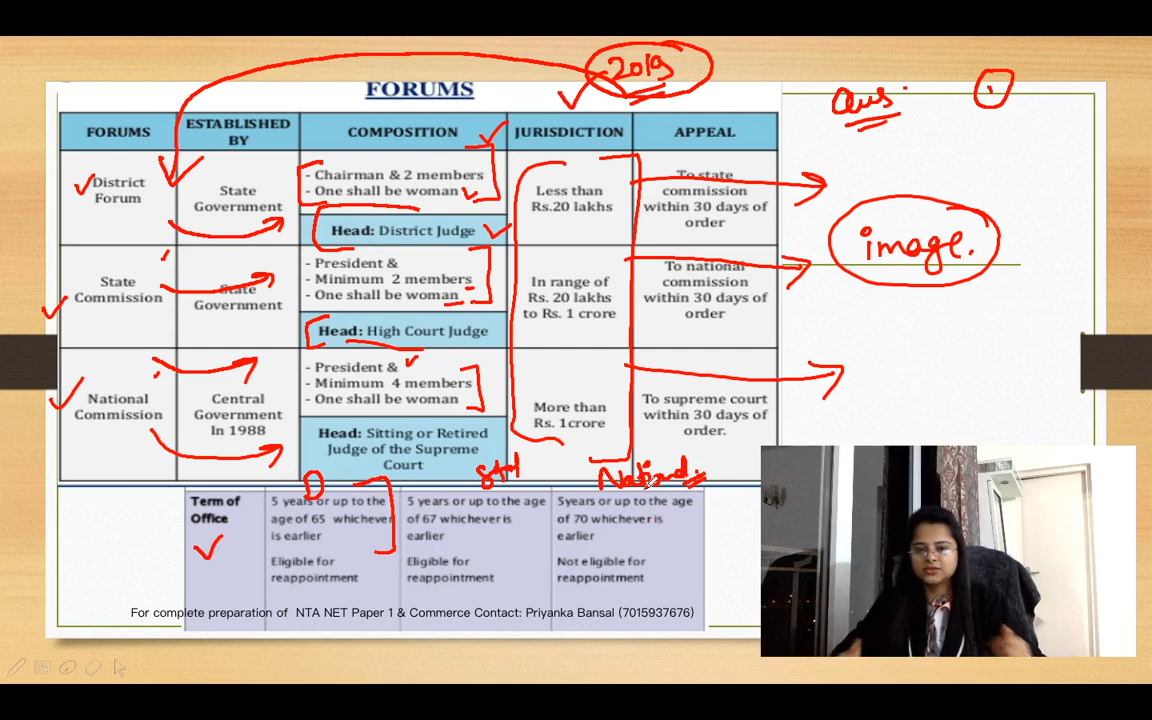 2019
Ans.
1
FORUMS
FORUMS
ESTABLISHED
BY
COMPOSITION
JURISDICTION
APPEAL
District
Forum
State
Government
- Chairman & 2 members
- One shall be woman
Head: District Judge
Less than
Rs.20 lakhs
To state
commission
within 30 days of
order
image.
State
Commission
State
Government
- President &
- Minimum 2 members
- One shall be woman
Head: High Court Judge
In range of
Rs. 20 lakhs
to Rs. 1 crore
To national
commission
within 30 days of
order
National
Commission
Central
Government
In 1988
- President &
- Minimum 4 members
- One shall be woman
Head: Sitting or Retired
Judge of the Supreme
Court
More than
Rs. 1crore
To supreme court
within 30 days of
order.
D
National
Term of
Office
5 years or up to the
age of 65 whichever
is earlier
Eligible for
reappointment
5 years or up to the age
of 67 whichever is
earlier
Eligible for
reappointment
5years or up to the age
of 70 whichever is
earlier
Not eligible for
reappointment
For complete preparation of NTA NET Paper 1 & Commerce Contact: Priyanka Bansal (7015937676)